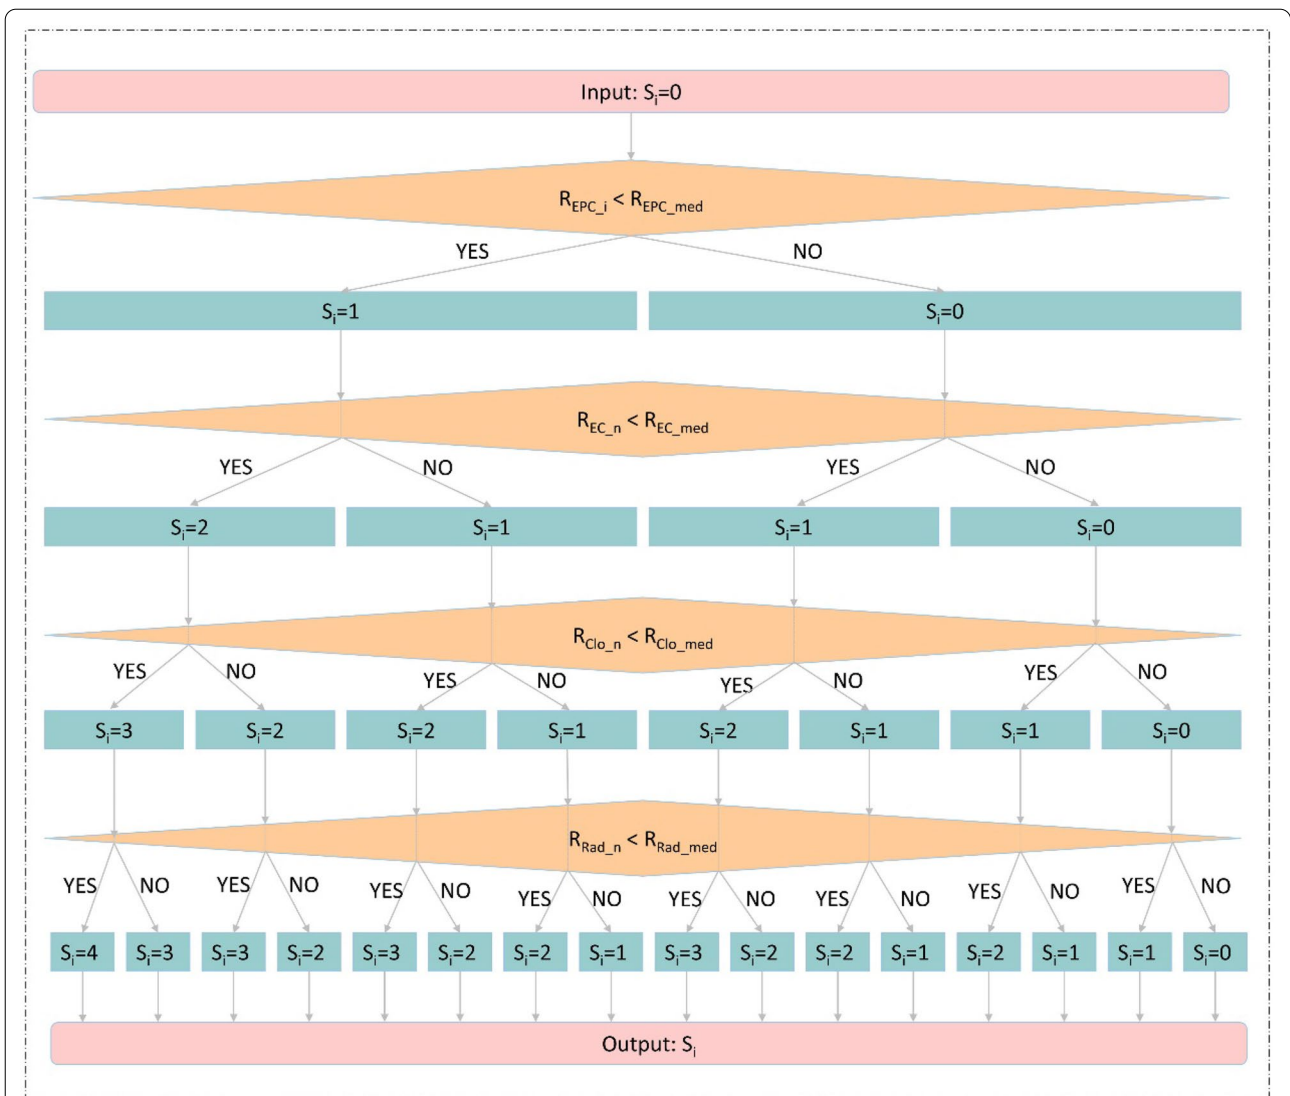 Input: Si=0
REPC_i < REPC_med
YES NO
Si=1 Si=0
REC_n < REC_med
YES NO YES NO
Si=2 Si=1 Si=1 Si=0
RClo_n < RClo_med
YES NO YES NO YES NO YES NO
Si=3 Si=2 Si=2 Si=1 Si=2 Si=1 Si=1 Si=0
RRad_n < RRad_med
YES NO YES NO YES NO YES NO YES NO YES NO YES NO YES NO
Si=4 Si=3 Si=3 Si=2 Si=3 Si=2 Si=2 Si=1 Si=3 Si=2 Si=2 Si=1 Si=2 Si=1 Si=1 Si=0
Output: Si